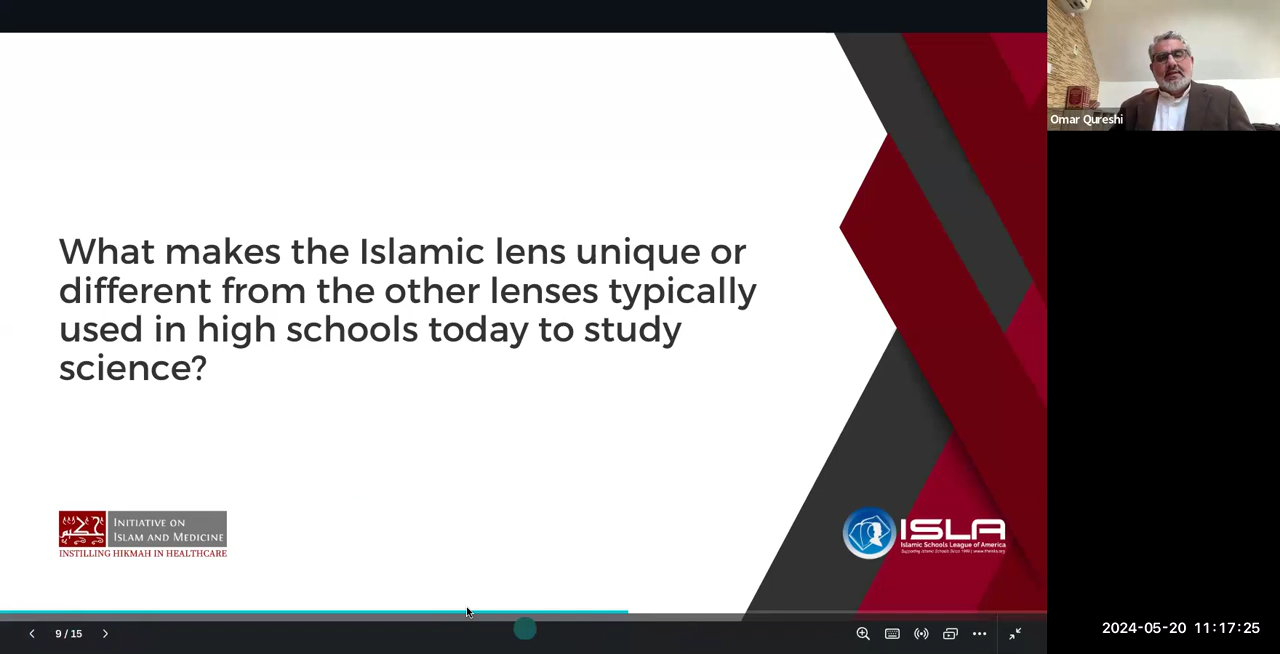 What makes the Islamic lens unique or
different from the other lenses typically
used in high schools today to study
science?
INITIATIVE ON
ISLAM AND MEDICINE
INSTILLING HIKMAH IN HEALTHCARE
ISLA
Islamic Schools League of America
Omar Qureshi
9 / 15
2024-05-20 11:17:25